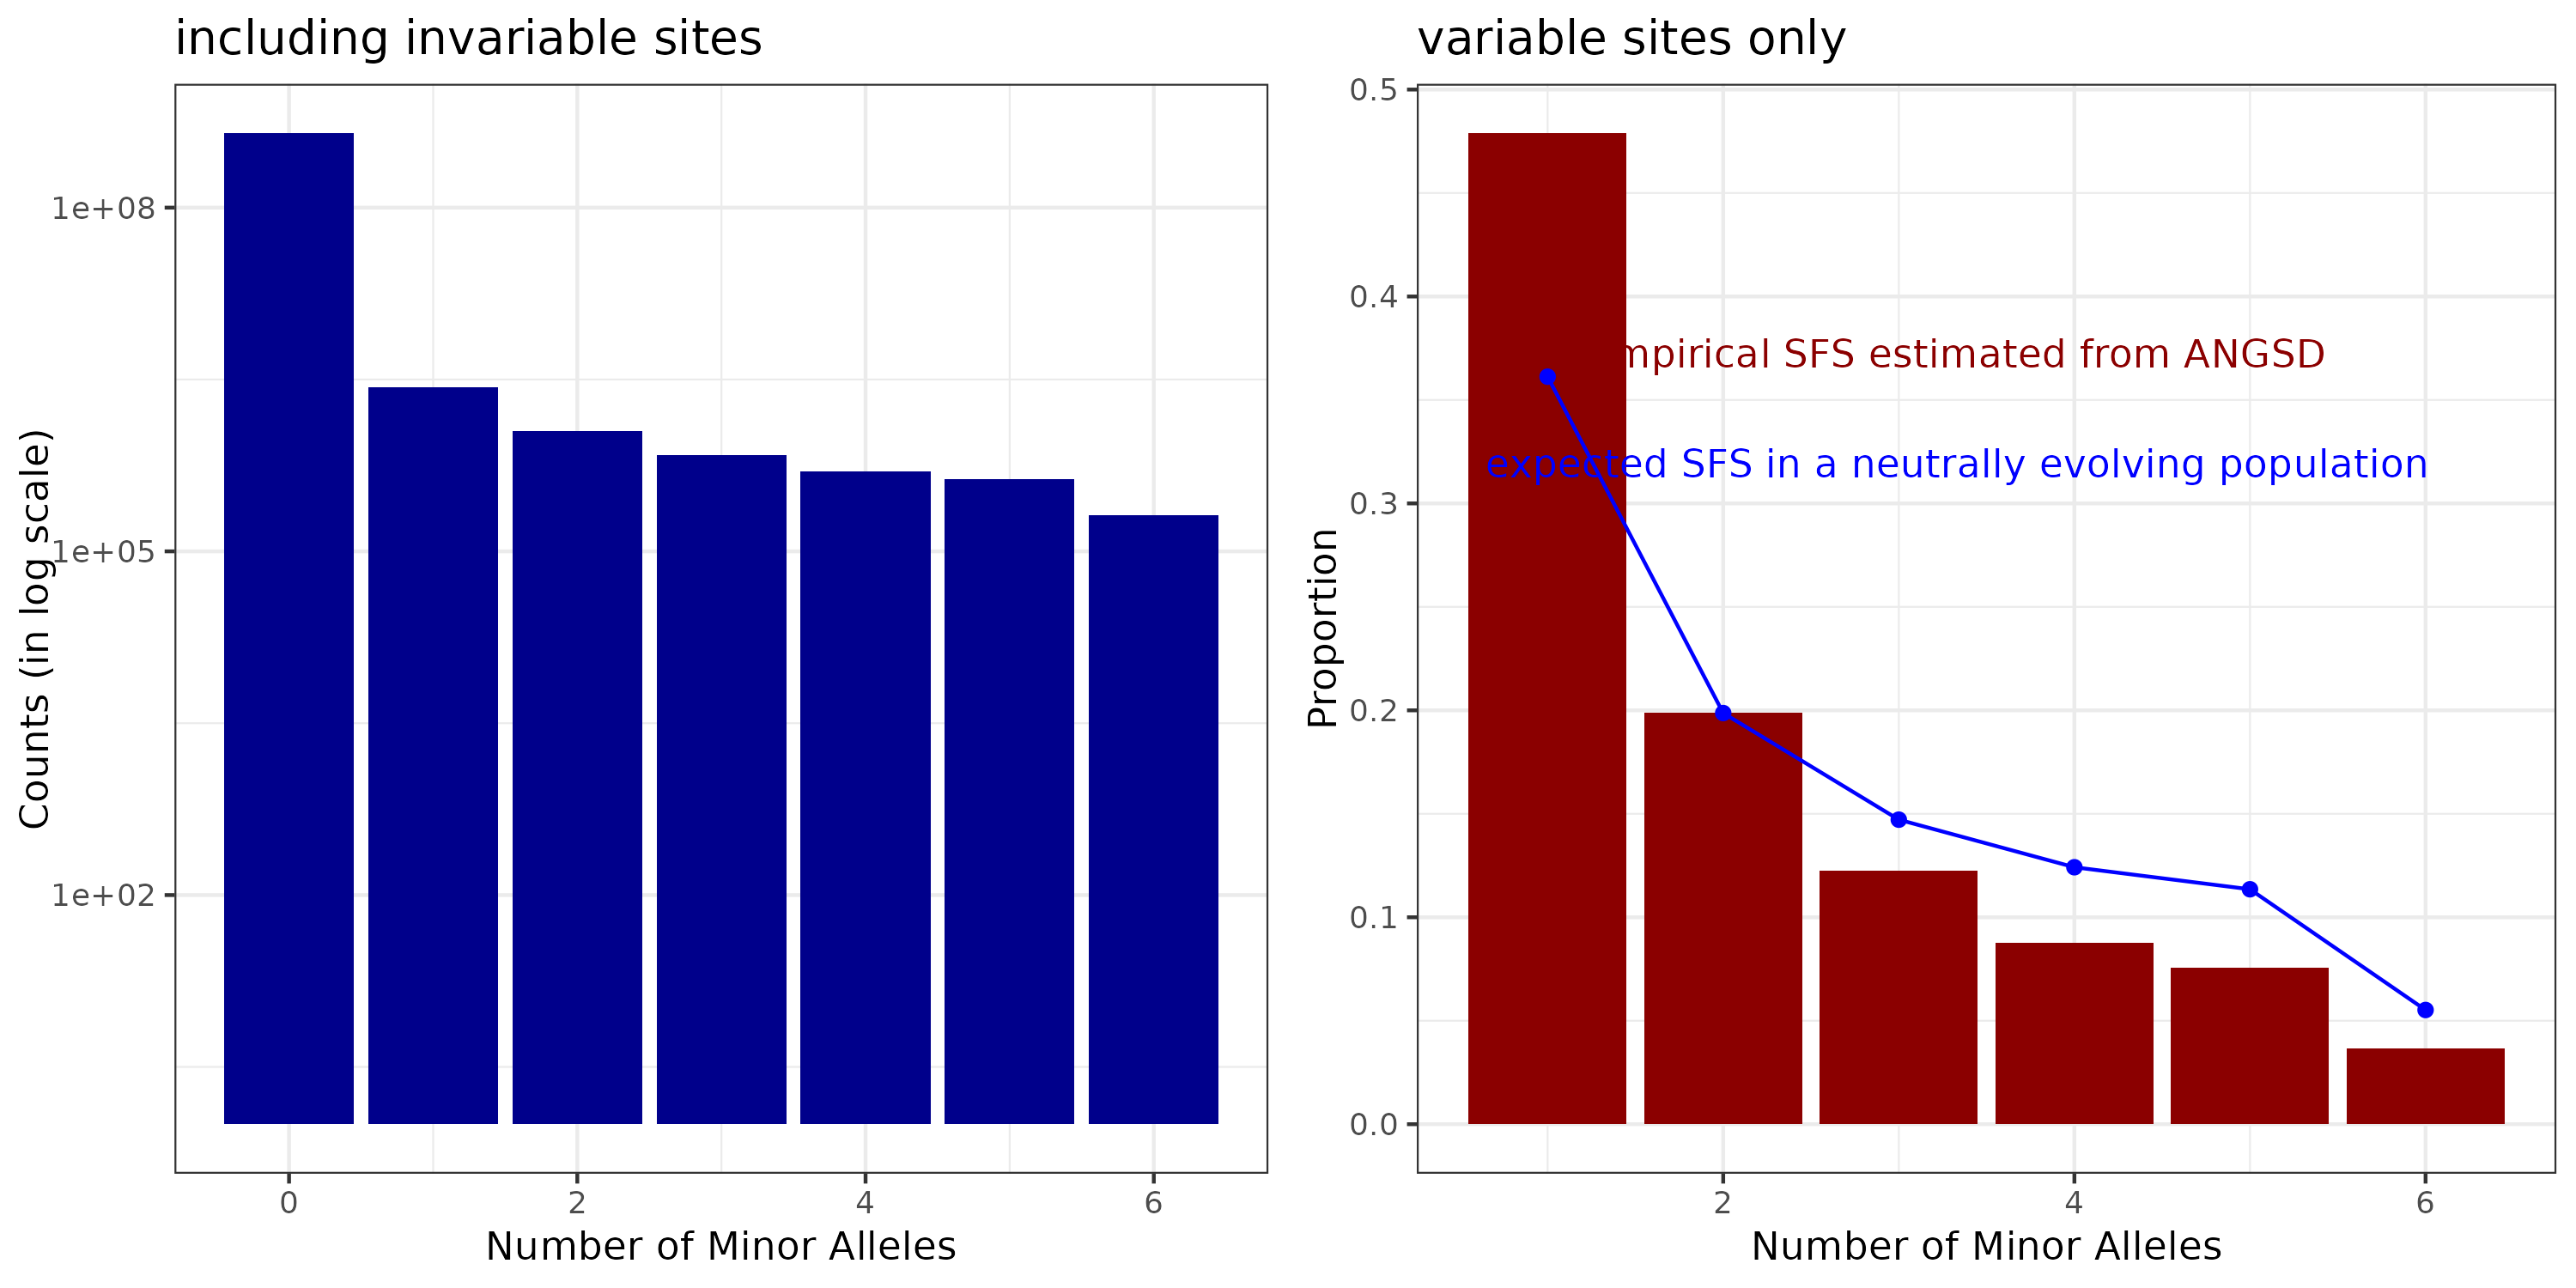 including invariable sites
Counts (in log scale)
1e+08
1e+05
1e+02
0 2 4 6
Number of Minor Alleles
variable sites only
Proportion
0.5
0.4
0.3
0.2
0.1
0.0
mpirical SFS estimated from ANGSD
expected SFS in a neutrally evolving population
2 4 6
Number of Minor Alleles